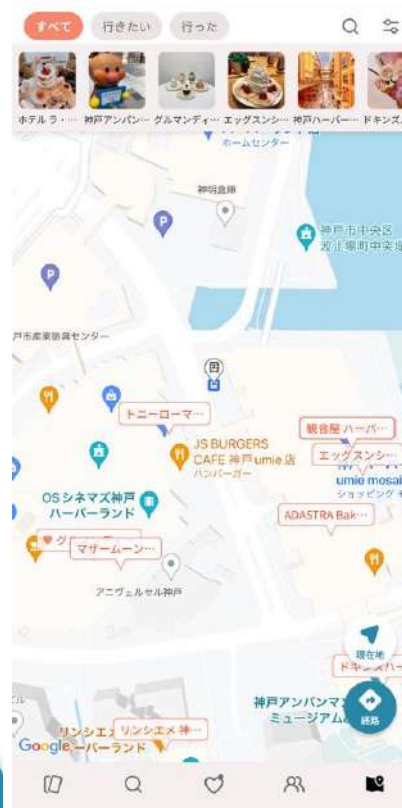 すべて
行きたい
行った
ホテル ラ・…
神戸アンパン…
グルマンディ…
エッグスンシ…
神戸ハーバー…
ドキンズ
ホームセンター
神明倉庫
P
神戸市中央区
波止場町中央堤
P
戸市産業振興センター
トニーローマ…
観音屋 ハーバ…
JS BURGERS
CAFE 神戸umie店
ハンバーガー
エッグスンシ…
umie mosai
ショッピング
OSシネマズ神戸
ハーバーランド
ADASTRA Bak…
マザームーン…
アニヴェルセル神戸
現在地
ドキンズバー
神戸アンパンマ
ミュージアム
経路
リンシエメ 神…
Google
ーバーランド